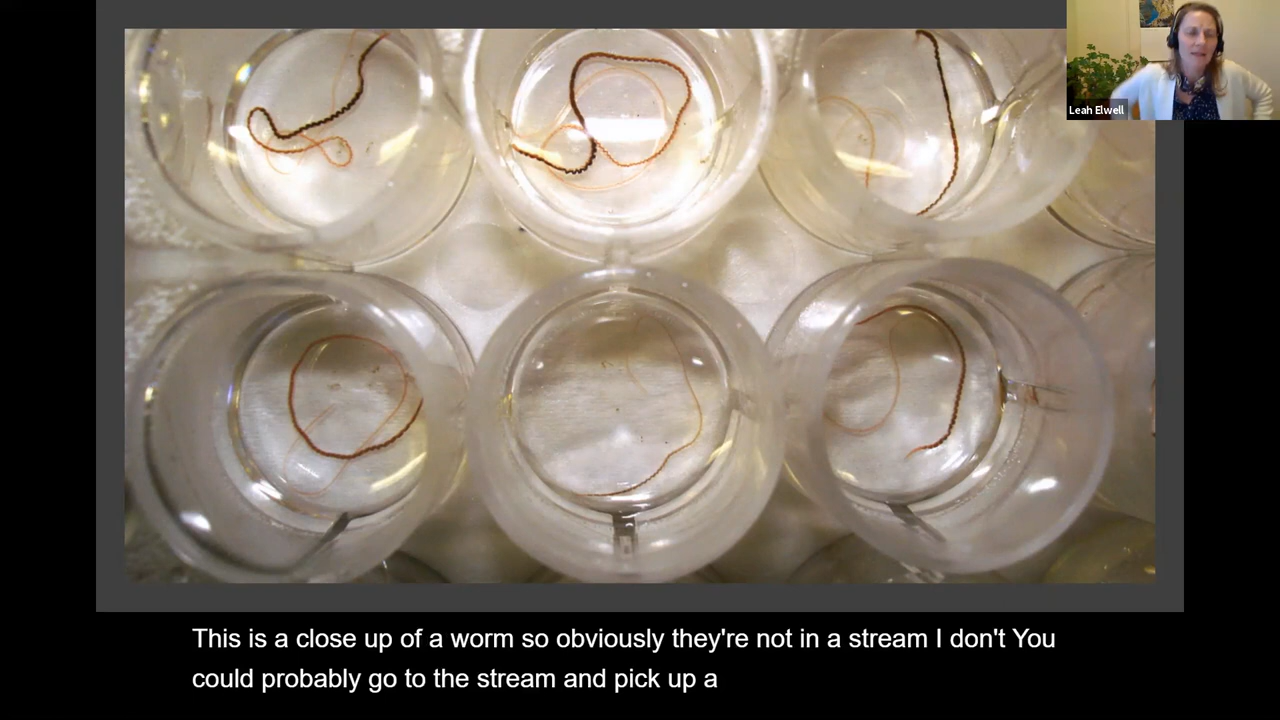 Leah Elwell
This is a close up of a worm so obviously they're not in a stream I don't You
could probably go to the stream and pick up a